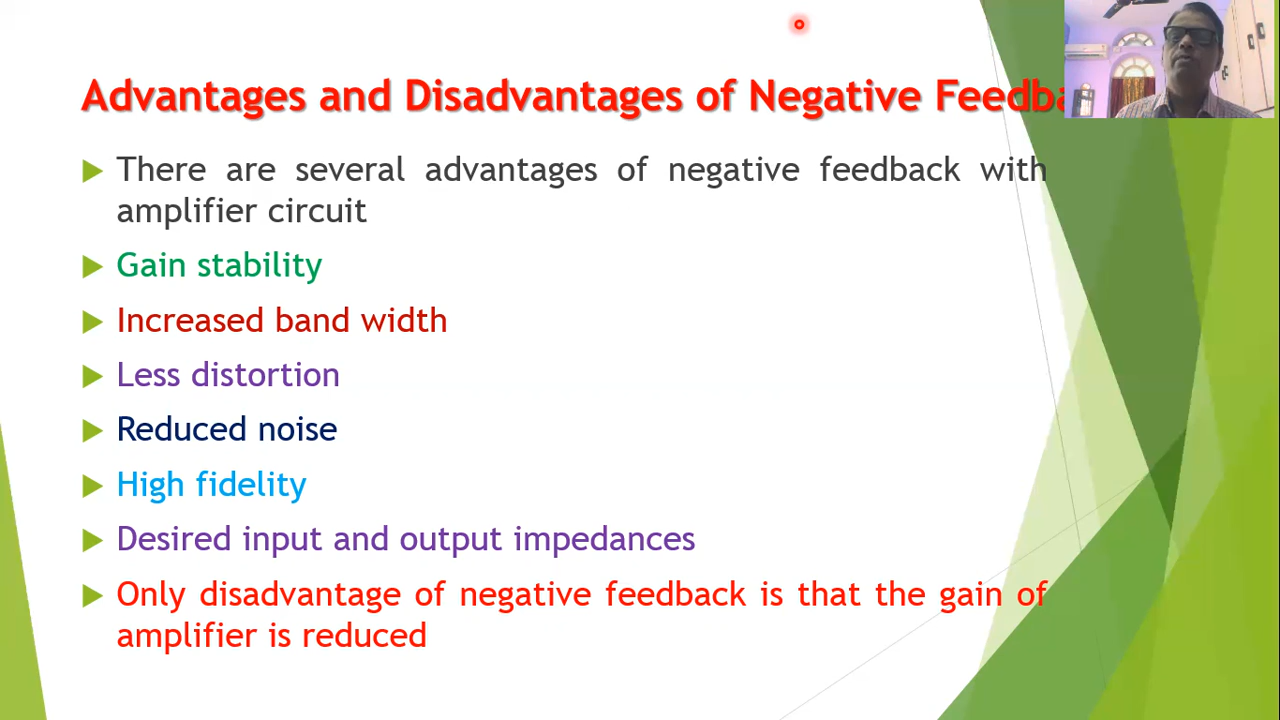 Advantages and Disadvantages of Negative
There are several advantages of negative feedback with
amplifier circuit
Gain stability
Increased band width
Less distortion
Reduced noise
High fidelity
Desired input and output impedances
Only disadvantage of negative feedback is that the gain of
amplifier is reduced